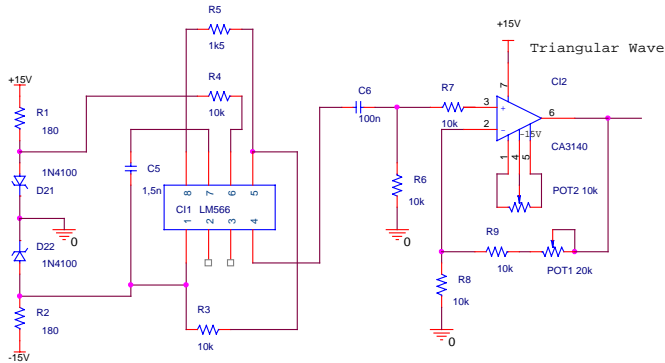 R5
1k5
+15V
Triangular Wave
+15V
R4
10k
C6
100n
R7
10k
7
CI2
3
+
6
2
−
-15V
CA3140
1
4
5
R1
180
1N4100
D21
C5
1,5n
8
7
6
5
CI1 LM566
1
2
3
4
R6
10k
0
POT2 10k
0
D22
1N4100
R9
10k
POT1 20k
R8
10k
0
R2
180
R3
10k
-15V